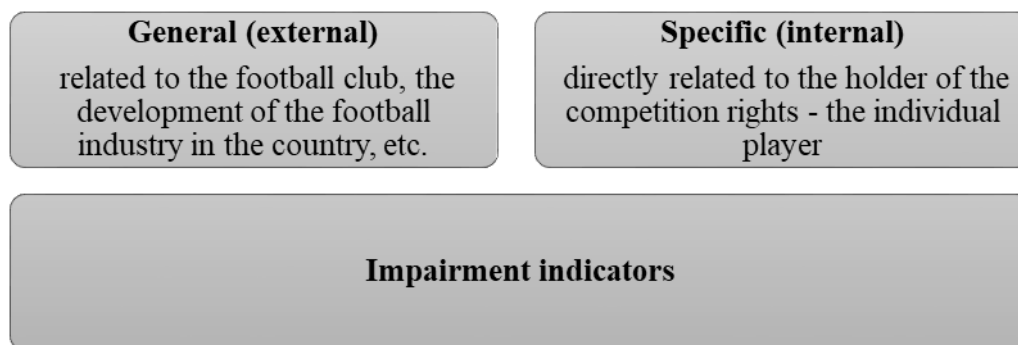 General (external)
related to the football club, the
development of the football
industry in the country, etc.
Specific (internal)
directly related to the holder of the
competition rights - the individual
player
Impairment indicators